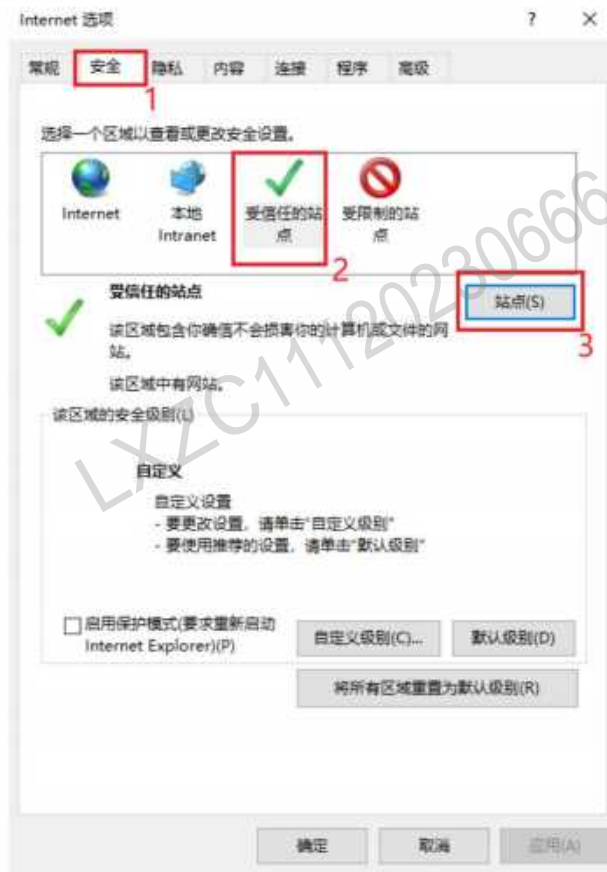 Internet 选项
? ×
常规 安全 隐私 内容 连接 程序 高级
1
选择一个区域以查看或更改安全设置。
Internet
本地
Intranet
受信任的站
点
受限制的站
点
2
受信任的站点
站点(S)
3
该区域包含你确信不会损害你的计算机或文件的网
站。
该区域中有网站。
该区域的安全级别(L)
自定义
自定义设置
- 要更改设置，请单击"自定义级别"
- 要使用推荐的设置，请单击"默认级别"
启用保护模式(要求重新启动
Internet Explorer)(P)
自定义级别(C)... 默认级别(D)
将所有区域重置为默认级别(R)
确定 取消 应用(A)
LXZC11120230666